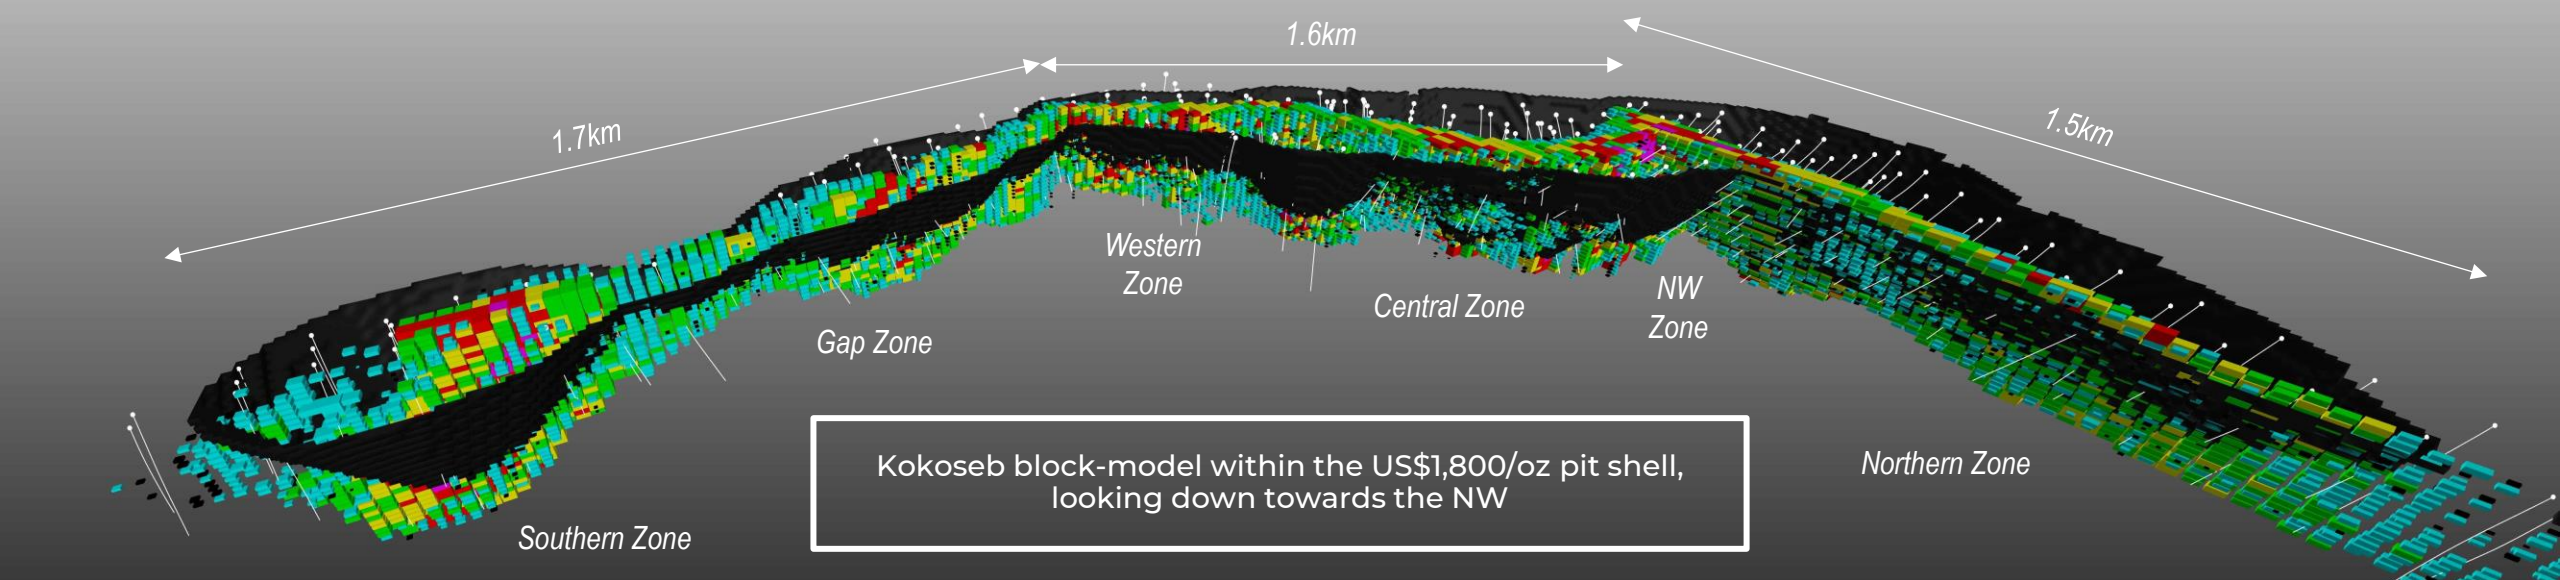 1.6km
1.7km
1.5km
Western
Zone
Central Zone
NW
Zone
Gap Zone
Northern Zone
Southern Zone
Kokoseb block-model within the US$1,800/oz pit shell,
looking down towards the NW